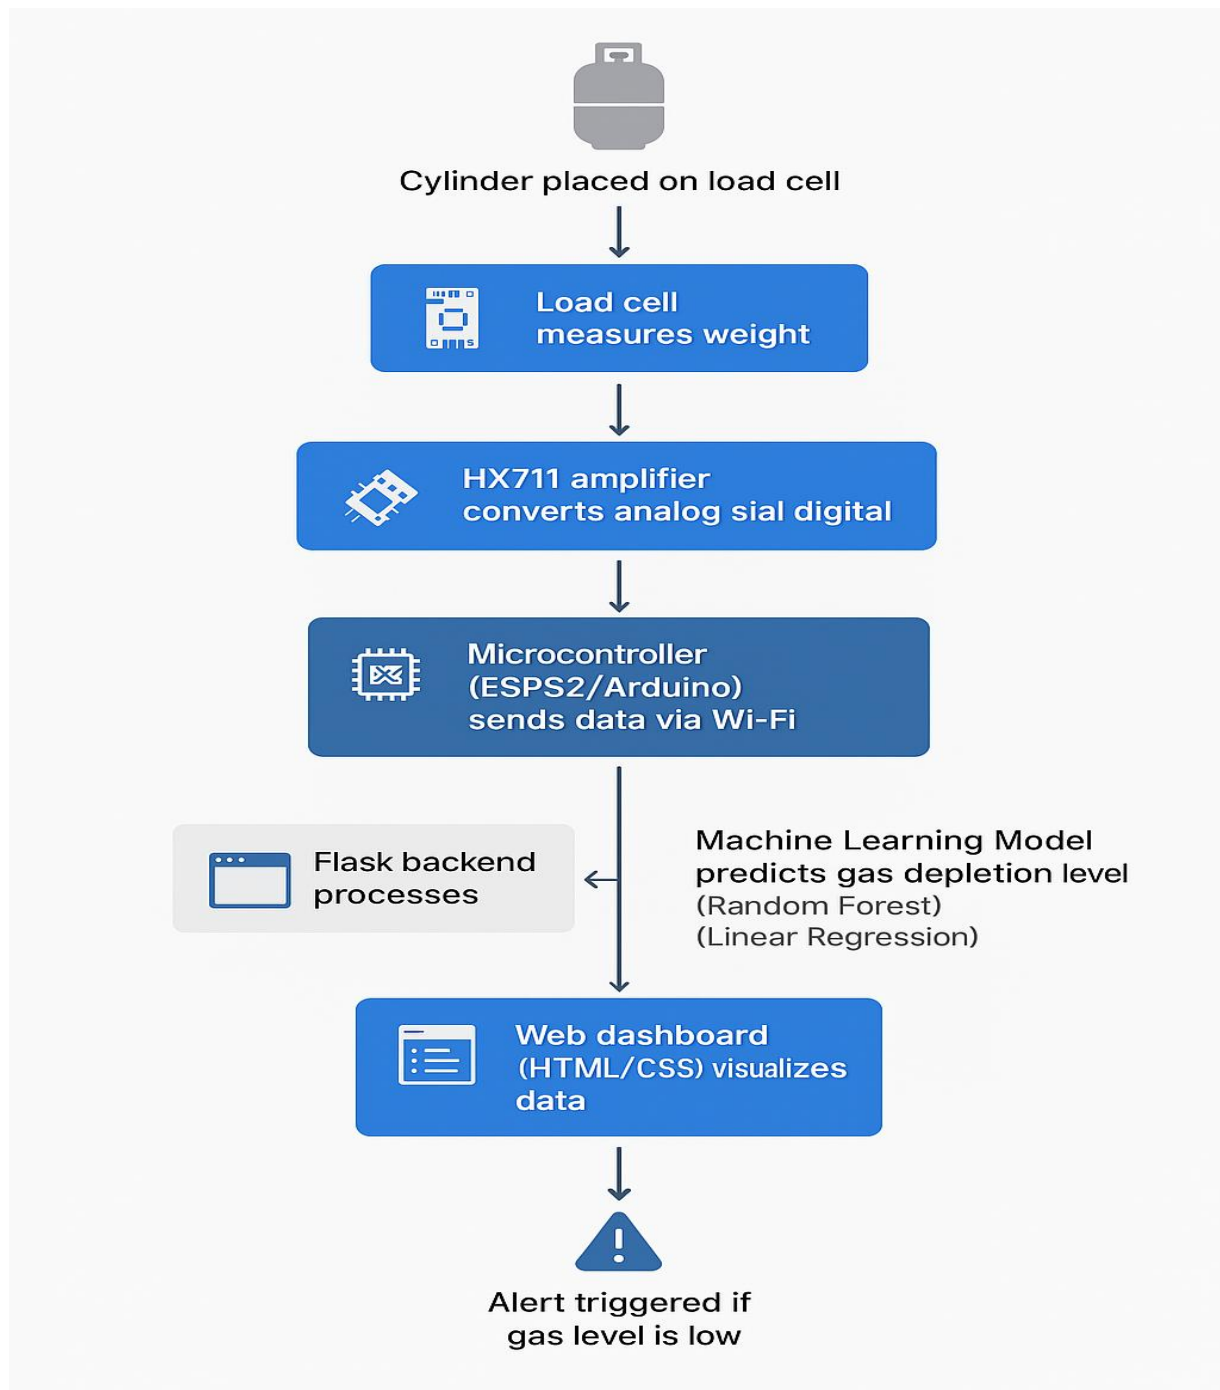 Cylinder placed on load cell
Load cell
measures weight
HX711 amplifier
converts analog sial digital
Microcontroller
(ESPS2/Arduino)
sends data via Wi-Fi
Flask backend
processes
Machine Learning Model
predicts gas depletion level
(Random Forest)
(Linear Regression)
Web dashboard
(HTML/CSS) visualizes
data
Alert triggered if
gas level is low